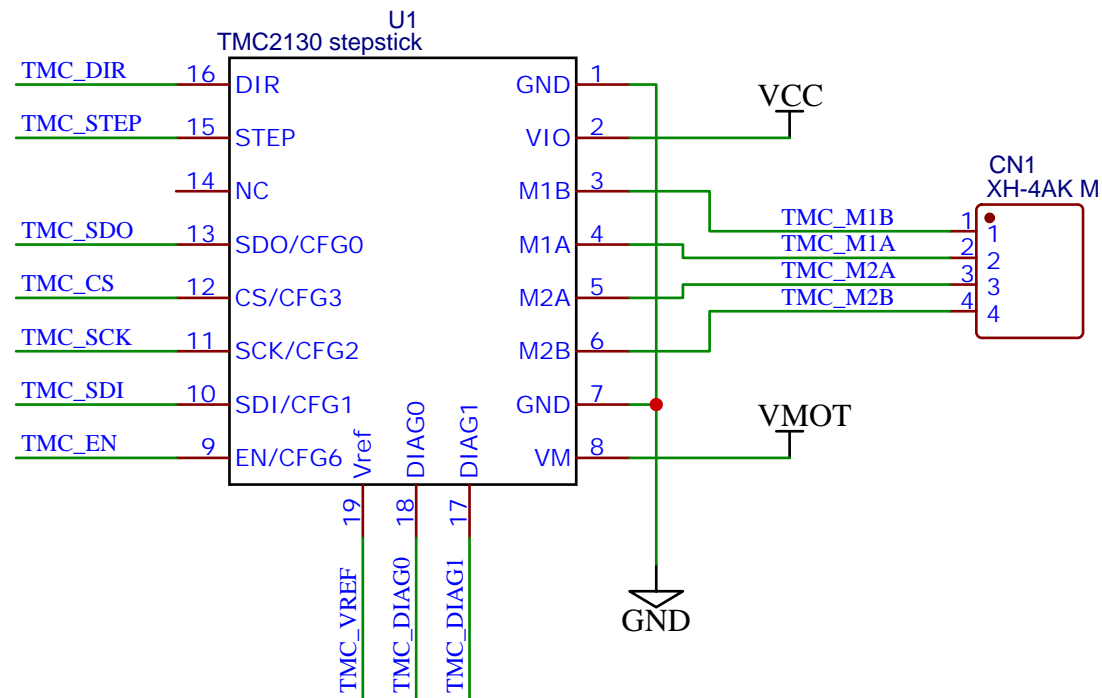 U1
TMC2130 stepstick
TMC_DIR 16 DIR GND 1
VCC
TMC_STEP 15 STEP VIO 2
CN1
XH-4AK M
14 NC M1B 3
TMC_M1B 1 1
TMC_SDO 13 SDO/CFG0 M1A 4
TMC_M1A 2 2
TMC_M2A 3 3
TMC_CS 12 CS/CFG3 M2A 5
TMC_M2B 4 4
TMC_SCK 11 SCK/CFG2 M2B 6
TMC_SDI 10 SDI/CFG1 GND 7
VMOT
TMC_EN 9 EN/CFG6 VM 8
Vref DIAG0 DIAG1
19 18 17
TMC_VREF TMC_DIAG0 TMC_DIAG1
GND